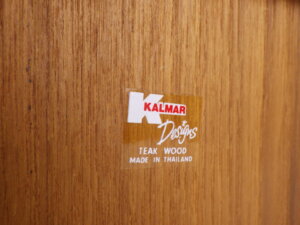 K
KALMAR
Designs
TEAK WOOD
MADE IN THAILAND